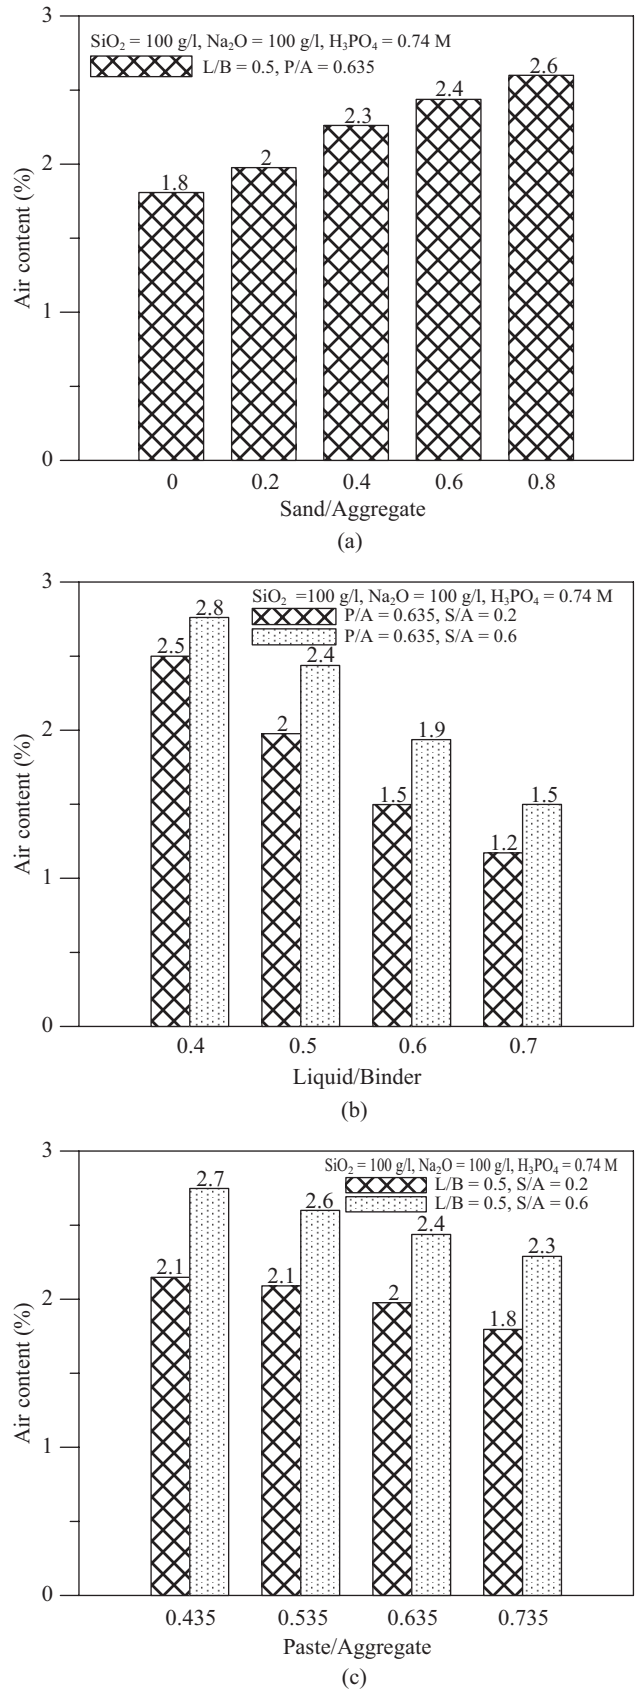 3
SiO₂ = 100 g/l, Na₂O = 100 g/l, H₃PO₄ = 0.74 M
L/B = 0.5, P/A = 0.635
2.6
2.4
2.3
2
1.8
2
1
0
Air content (%)
0 0.2 0.4 0.6 0.8
Sand/Aggregate
(a)
3
SiO₂ =100 g/l, Na₂O = 100 g/l, H₃PO₄ = 0.74 M
P/A = 0.635, S/A = 0.2
P/A = 0.635, S/A = 0.6
2.5 2.8
2 2.4
1.5 1.9
1.2 1.5
2
1
0
Air content (%)
0.4 0.5 0.6 0.7
Liquid/Binder
(b)
3
SiO₂ = 100 g/l, Na₂O = 100 g/l, H₃PO₄ = 0.74 M
L/B = 0.5, S/A = 0.2
L/B = 0.5, S/A = 0.6
2.1 2.7
2.1 2.6
2 2.4
1.8 2.3
2
1
0
Air content (%)
0.435 0.535 0.635 0.735
Paste/Aggregate
(c)